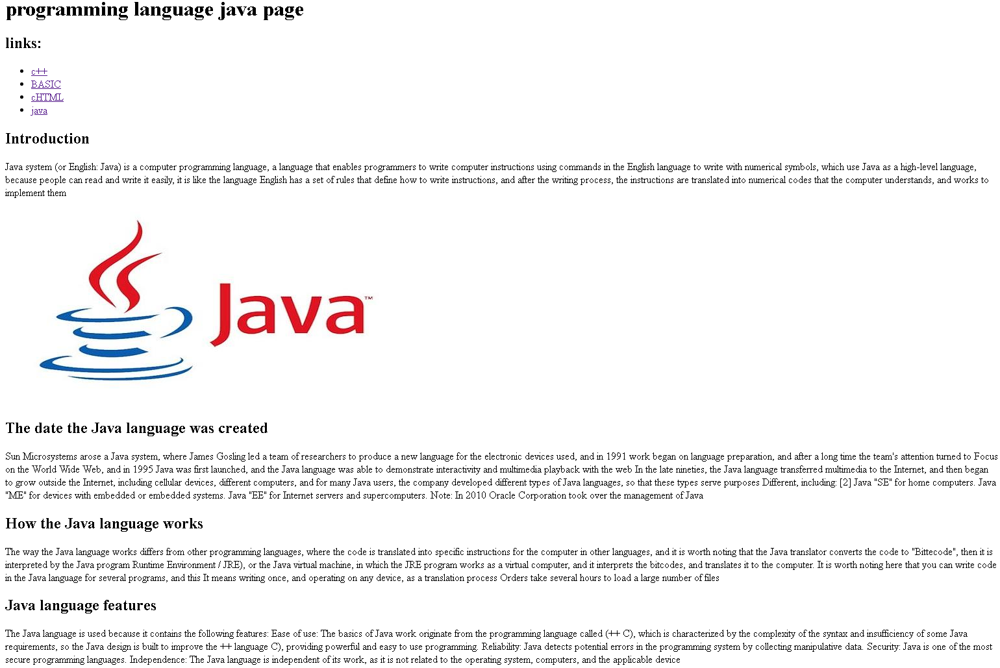 programming language java page
links:
c++
BASIC
cHTML
java
Introduction
Java system (or English: Java) is a computer programming language, a language that enables programmers to write computer instructions using commands in the English language to write with numerical symbols, which use Java as a high-level language,
because people can read and write it easily, it is like the language English has a set of rules that define how to write instructions, and after the writing process, the instructions are translated into numerical codes that the computer understands, and works to
implement them
Java™
The date the Java language was created
Sun Microsystems arose a Java system, where James Gosling led a team of researchers to produce a new language for the electronic devices used, and in 1991 work began on language preparation, and after a long time the team's attention turned to Focus
on the World Wide Web, and in 1995 Java was first launched, and the Java language was able to demonstrate interactivity and multimedia playback with the web In the late nineties, the Java language transferred multimedia to the Internet, and then began
to grow outside the Internet, including cellular devices, different computers, and for many Java users, the company developed different types of Java languages, so that these types serve purposes Different, including: [2] Java "SE" for home computers. Java
"ME" for devices with embedded or embedded systems. Java "EE" for Internet servers and supercomputers. Note: In 2010 Oracle Corporation took over the management of Java
How the Java language works
The way the Java language works differs from other programming languages, where the code is translated into specific instructions for the computer in other languages, and it is worth noting that the Java translator converts the code to "Bittecode", then it is
interpreted by the Java program Runtime Environment / JRE), or the Java virtual machine, in which the JRE program works as a virtual computer, and it interprets the bitcodes, and translates it to the computer. It is worth noting here that you can write code
in the Java language for several programs, and this It means writing once, and operating on any device, as a translation process Orders take several hours to load a large number of files
Java language features
The Java language is used because it contains the following features: Ease of use: The basics of Java work originate from the programming language called (++ C), which is characterized by the complexity of the syntax and insufficiency of some Java
requirements, so the Java design is built to improve the ++ language C), providing powerful and easy to use programming. Reliability: Java detects potential errors in the programming system by collecting manipulative data. Security: Java is one of the most
secure programming languages. Independence: The Java language is independent of its work, as it is not related to the operating system, computers, and the applicable device